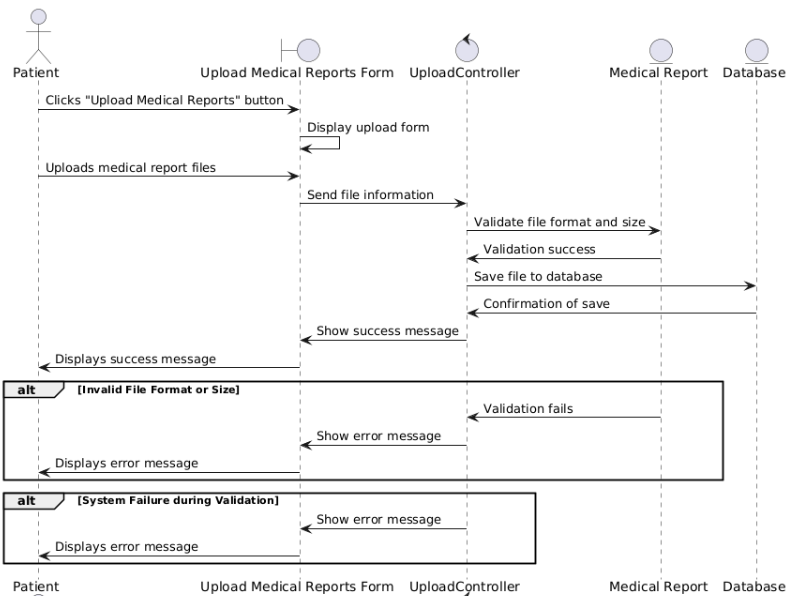 Patient
Upload Medical Reports Form
UploadController
Medical Report
Database
Clicks "Upload Medical Reports" button
Display upload form
Uploads medical report files
Send file information
Validate file format and size
Validation success
Save file to database
Confirmation of save
Show success message
Displays success message
alt [Invalid File Format or Size]
Validation fails
Show error message
Displays error message
alt [System Failure during Validation]
Show error message
Displays error message
Patient
Upload Medical Reports Form
UploadController
Medical Report
Database